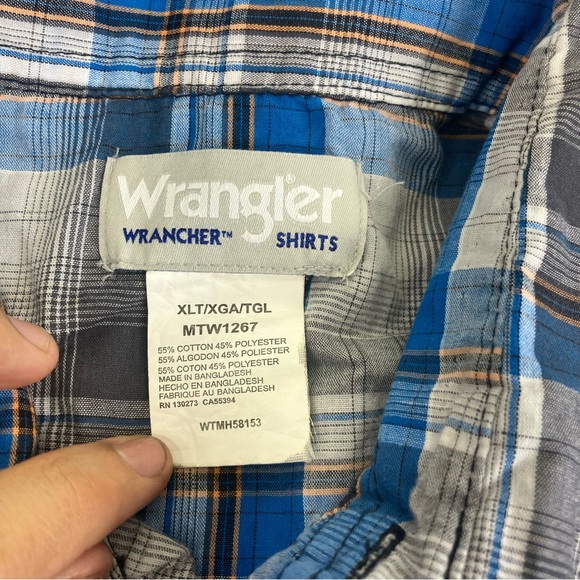 Wrangler®
WRANCHER™ SHIRTS
XLT/XGA/TGL
MTW1267
55% COTTON 45% POLYESTER
55% ALGODON 45% POLIESTER
55% COTON 45% POLYESTER
MADE IN BANGLADESH
HECHO EN BANGLADESH
FABRIQUE AU BANGLADESH
RN 130273 CA55394
WTMH58153